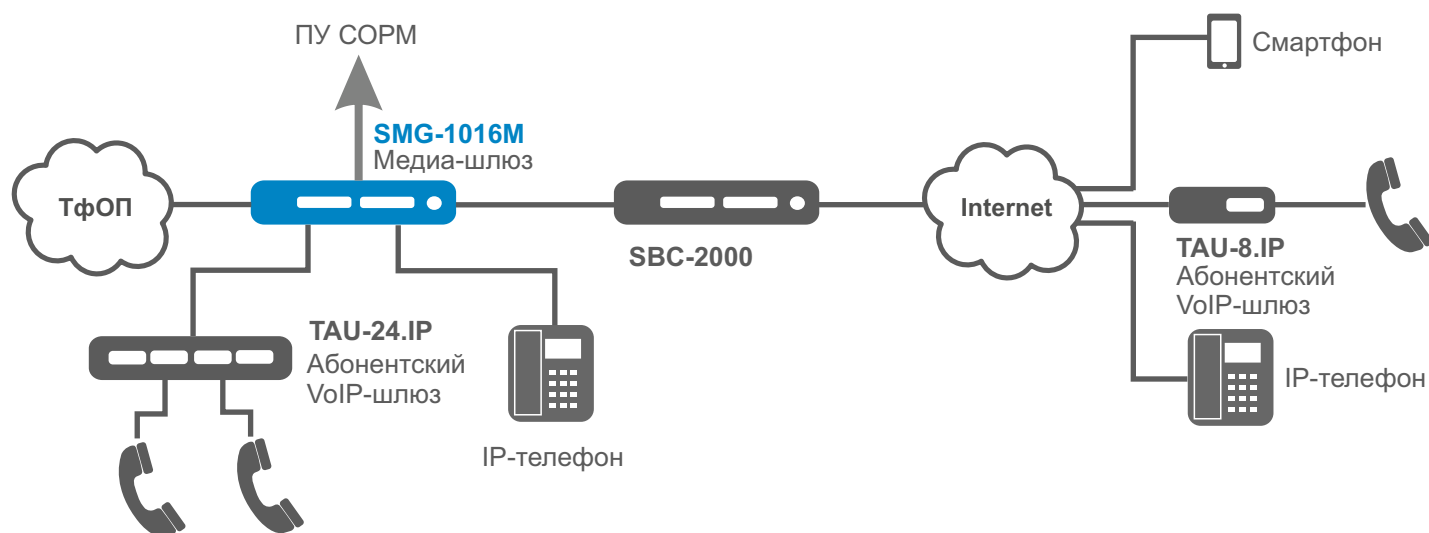 ПУ СОРМ
Смартфон
SMG-1016M
Медиа-шлюз
ТфОП
Internet
SBC-2000
TAU-8.IP
Абонентский
VoIP-шлюз
TAU-24.IP
Абонентский
VoIP-шлюз
IP-телефон
IP-телефон